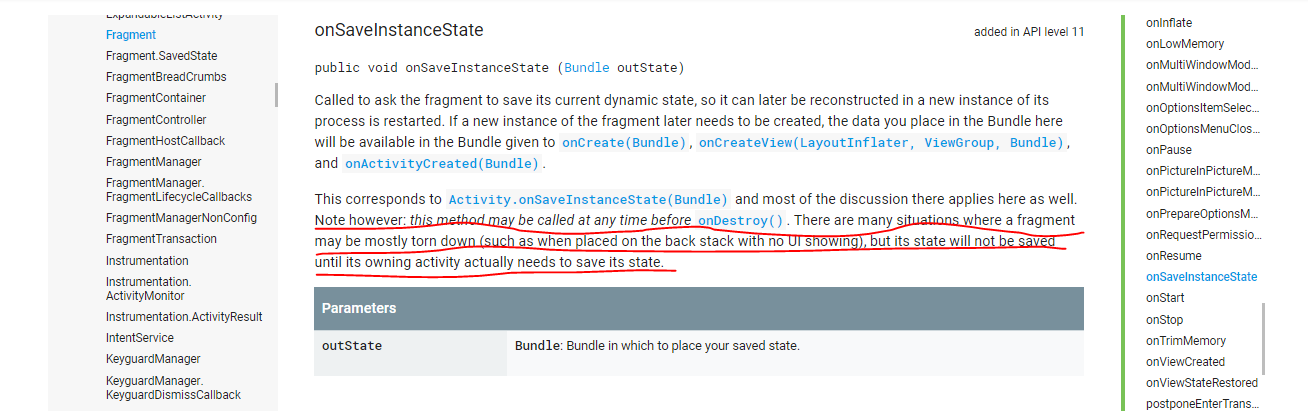 ExpandableListActivity
Fragment
Fragment.SavedState
FragmentBreadCrumbs
FragmentContainer
FragmentController
FragmentHostCallback
FragmentManager
FragmentManager.
FragmentLifecycleCallbacks
FragmentManagerNonConfig
FragmentTransaction
Instrumentation
Instrumentation.
ActivityMonitor
Instrumentation.ActivityResult
IntentService
KeyguardManager
KeyguardManager.
KeyguardDismissCallback
onSaveInstanceState
added in API level 11
public void onSaveInstanceState (Bundle outState)
Called to ask the fragment to save its current dynamic state, so it can later be reconstructed in a new instance of its
process is restarted. If a new instance of the fragment later needs to be created, the data you place in the Bundle here
will be available in the Bundle given to onCreate(Bundle), onCreateView(LayoutInflater, ViewGroup, Bundle),
and onActivityCreated(Bundle).
This corresponds to Activity.onSaveInstanceState(Bundle) and most of the discussion there applies here as well.
Note however: this method may be called at any time before onDestroy(). There are many situations where a fragment
may be mostly torn down (such as when placed on the back stack with no UI showing), but its state will not be saved
until its owning activity actually needs to save its state.
Parameters
outState
Bundle: Bundle in which to place your saved state.
onInflate
onLowMemory
onMultiWindowMod...
onMultiWindowMod...
onOptionsItemSelec...
onOptionsMenuClos...
onPause
onPictureInPictureM...
onPictureInPictureM...
onPrepareOptionsM...
onRequestPermissio...
onResume
onSaveInstanceState
onStart
onStop
onTrimMemory
onViewCreated
onViewStateRestored
postponeEnterTrans...